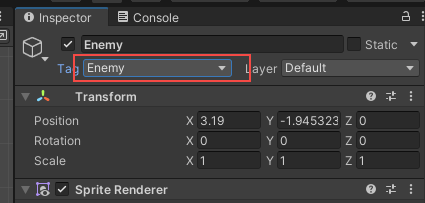 Inspector Console
Enemy Static
Tag Enemy Layer Default
Transform
Position X 3.19 Y -1.945323 Z 0
Rotation X 0 Y 0 Z 0
Scale X 1 Y 1 Z 1
Sprite Renderer